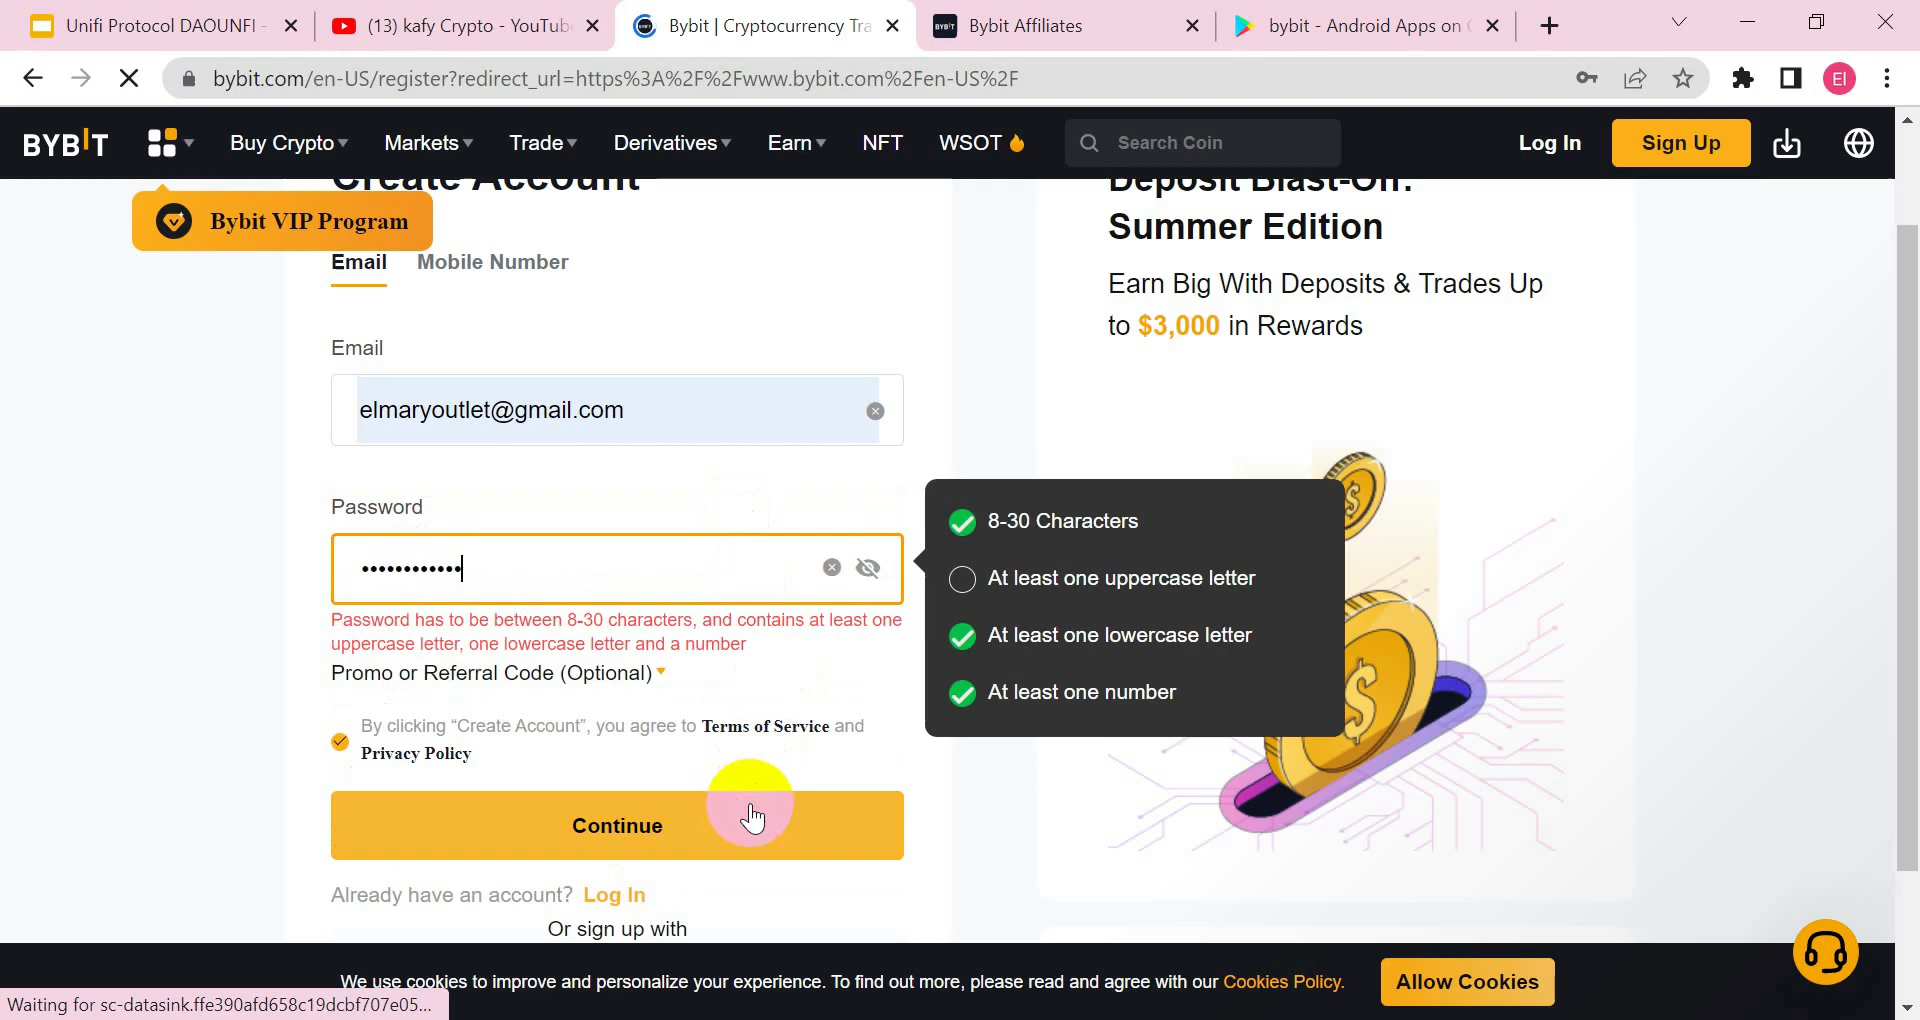 Unifi Protocol DAOUNFI -
(13) kafy Crypto - YouTub
Bybit | Cryptocurrency Tra
Bybit Affiliates
bybit - Android Apps on
bybit.com/en-US/register?redirect_url=https%3A%2F%2Fwww.bybit.com%2Fen-US%2F
EI
BYBIT
Buy Crypto
Markets
Trade
Derivatives
Earn
NFT
WSOT
Search Coin
Log In
Sign Up
Create Account
Bybit VIP Program
Email
Mobile Number
Email
elmaryoutlet@gmail.com
Password
Password has to be between 8-30 characters, and contains at least one
uppercase letter, one lowercase letter and a number
Promo or Referral Code (Optional)
By clicking “Create Account”, you agree to Terms of Service and
Privacy Policy
Continue
Already have an account? Log In
Or sign up with
8-30 Characters
At least one uppercase letter
At least one lowercase letter
At least one number
Deposit Blast-Off:
Summer Edition
Earn Big With Deposits & Trades Up
to $3,000 in Rewards
We use cookies to improve and personalize your experience. To find out more, please read and agree with our Cookies Policy.
Allow Cookies
Waiting for sc-datasink.ffe390afd658c19dcbf707e05...